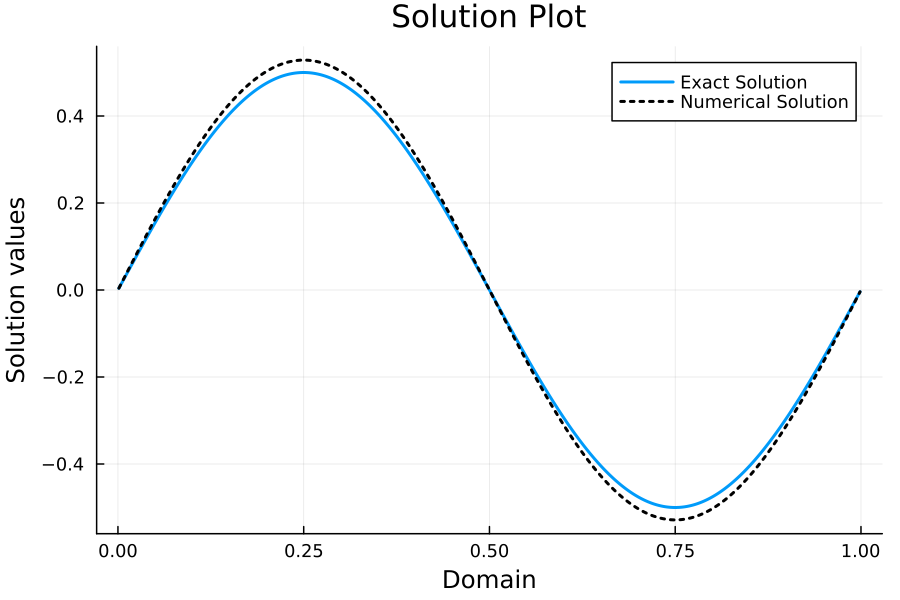 Solution Plot
Exact Solution
Numerical Solution
Solution values
0.4
0.2
0.0
−0.2
−0.4
0.00 0.25 0.50 0.75 1.00
Domain